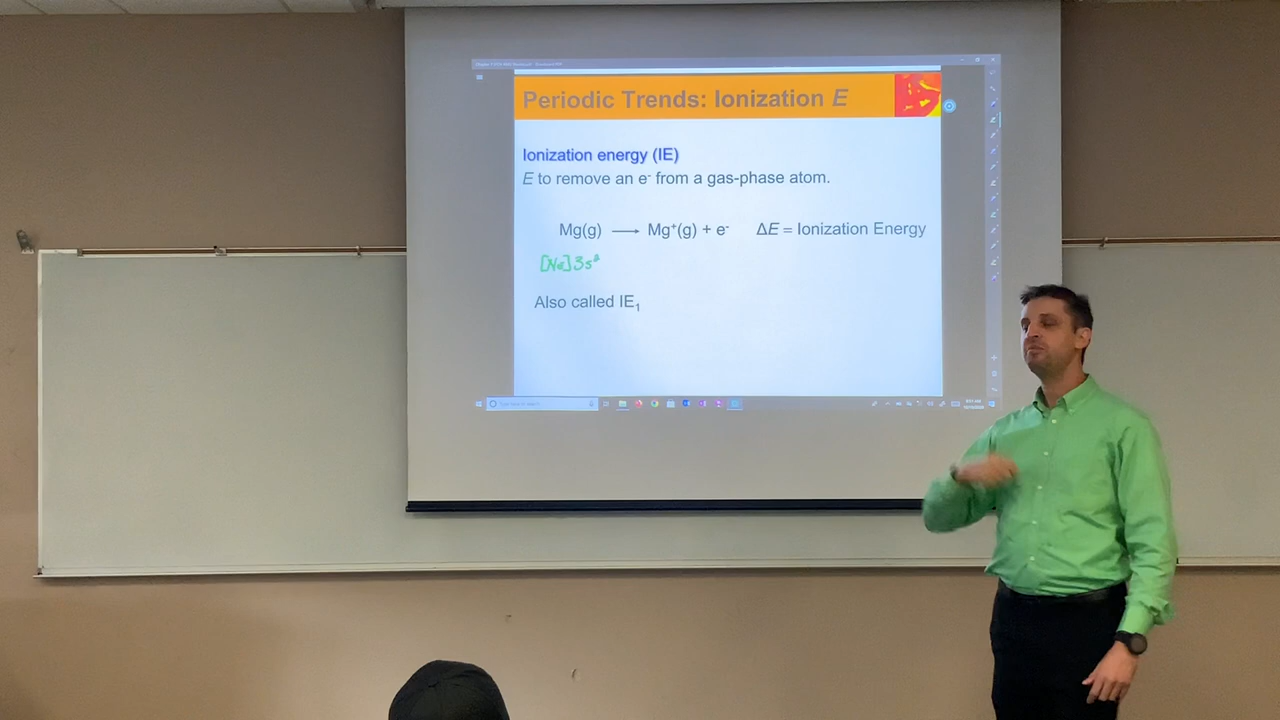 Periodic Trends: Ionization E
Ionization energy (IE)
E to remove an e- from a gas-phase atom.
Mg(g) ⟶ Mg+(g) + e- ΔE = Ionization Energy
[Ne]3s²
Also called IE₁